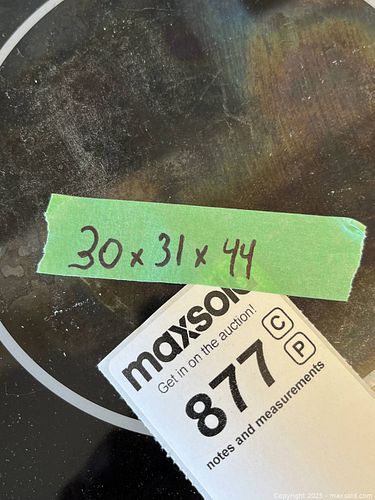 30 x 31 x 44
maxsold
Get in on the auction!
877 C P
notes and measurements
Copyright 2025 - maxsold.com